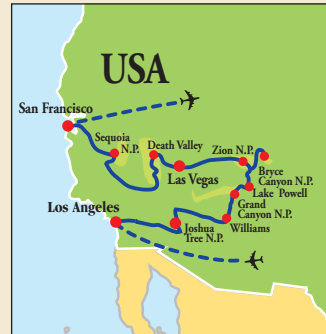 USA
San Francisco
Sequoia
N.P.
Death Valley
Zion N.P.
Las Vegas
Bryce
Canyon N.P.
Lake Powell
Grand
Canyon N.P.
Los Angeles
Joshua
Tree N.P.
Williams